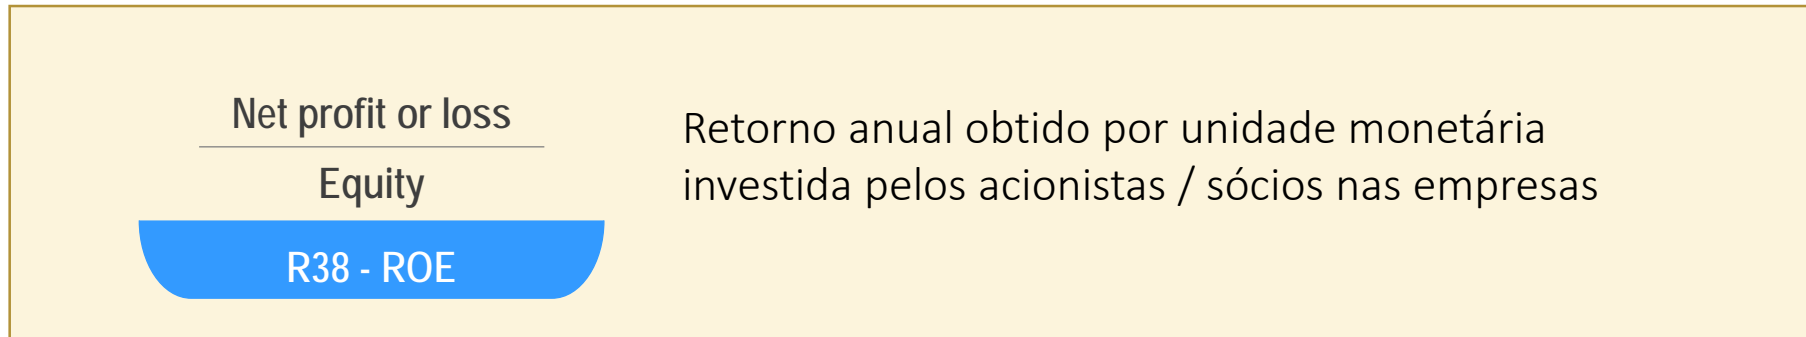 Net profit or loss
Equity
R38 - ROE
Retorno anual obtido por unidade monetária
investida pelos acionistas / sócios nas empresas